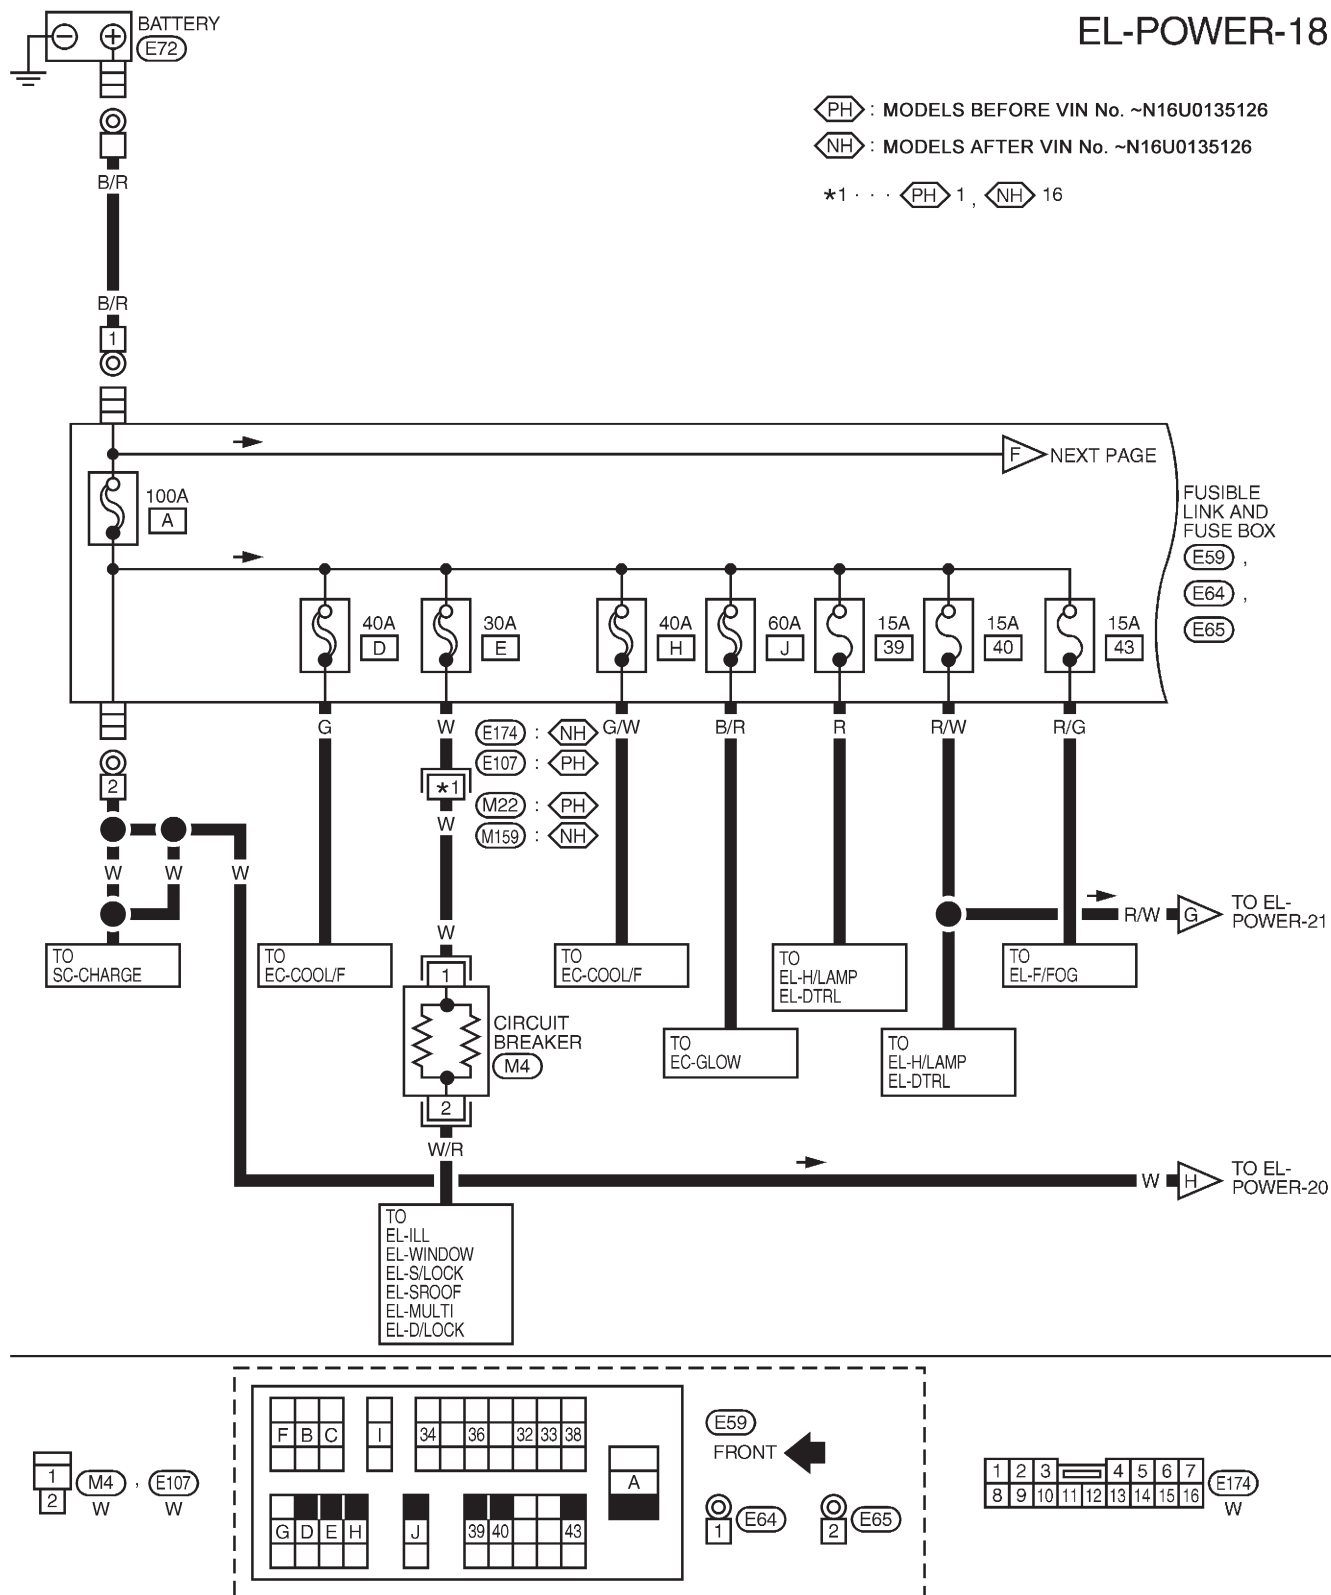 EL-POWER-18
BATTERY
E72
− +
PH : MODELS BEFORE VIN No. ~N16U0135126
NH : MODELS AFTER VIN No. ~N16U0135126
*1 · · · PH 1 , NH 16
B/R
B/R
1
F NEXT PAGE
100A
A
FUSIBLE
LINK AND
FUSE BOX
E59 ,
E64 ,
E65
40A
D
30A
E
40A
H
60A
J
15A
39
15A
40
15A
43
G W G/W B/R R R/W R/G
E174 : NH
E107 : PH
*1
M22 : PH
M159 : NH
2
W
W W W
W
R/W G TO EL-
POWER-21
TO
SC-CHARGE
TO
EC-COOL/F
TO
EC-COOL/F
TO
EL-H/LAMP
EL-DTRL
TO
EL-F/FOG
1
CIRCUIT
BREAKER
M4
2
TO
EC-GLOW
TO
EL-H/LAMP
EL-DTRL
W/R
W H TO EL-
POWER-20
TO
EL-ILL
EL-WINDOW
EL-S/LOCK
EL-SROOF
EL-MULTI
EL-D/LOCK
1
2
M4 , E107
W W
F B C I 34 36 32 33 38
A
G D E H J 39 40 43
E59
FRONT
1 E64
2 E65
1 2 3 4 5 6 7
8 9 10 11 12 13 14 15 16
E174
W